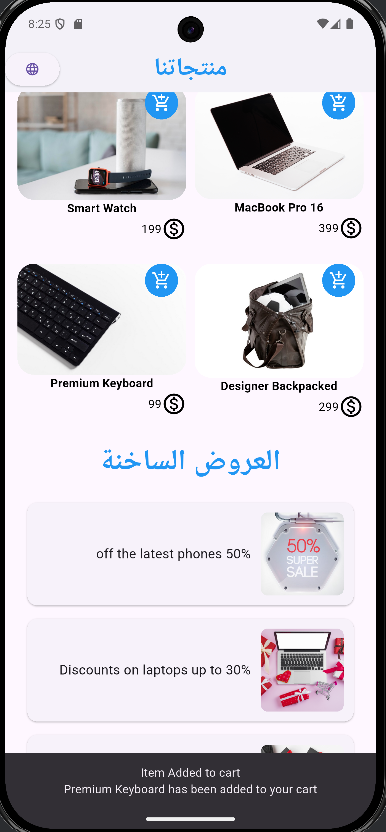 8:25
منتجاتنا
Smart Watch
MacBook Pro 16
199
399
Premium Keyboard
Designer Backpacked
99
299
العروض الساخنة
off the latest phones 50%
50%
SUPER
SALE
Discounts on laptops up to 30%
Item Added to cart
Premium Keyboard has been added to your cart